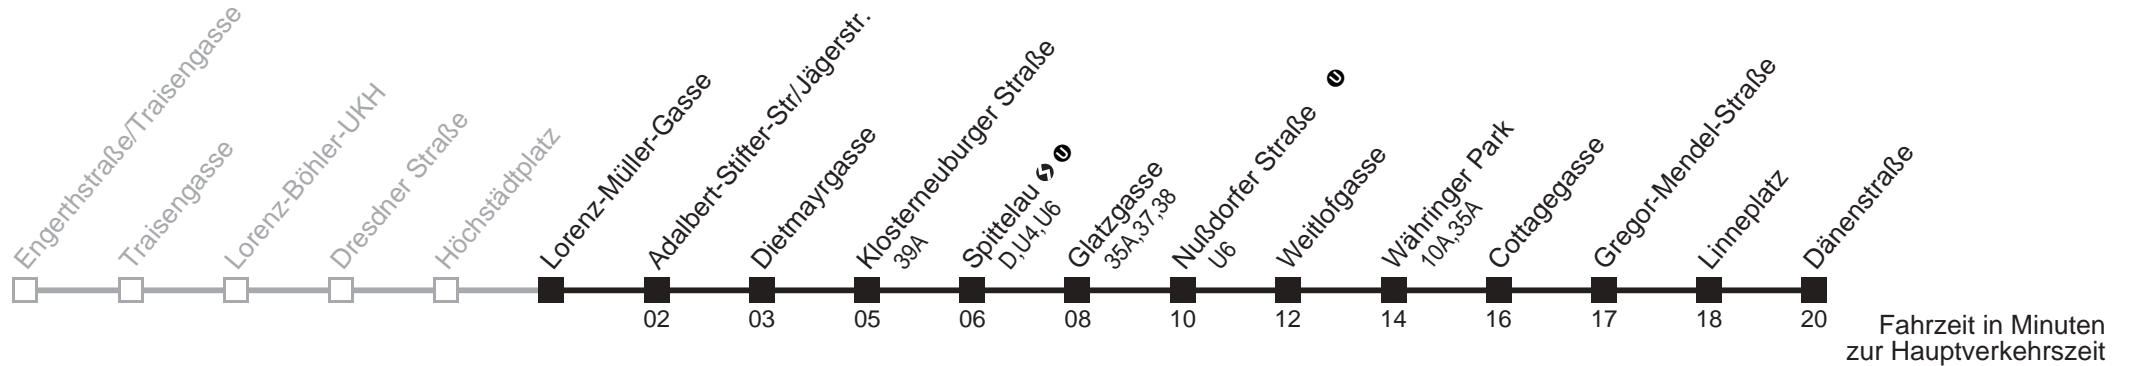 Engerthstraße/Traisengasse
Traisengasse
Lorenz-Böhler-UKH
Dresdner Straße
Höchstädtplatz
Lorenz-Müller-Gasse
Adalbert-Stifter-Str/Jägerstr.
Dietmayrgasse
Klosterneuburger Straße
39A
Spittelau S U
D,U4,U6
Glatzgasse
35A,37,38
Nußdorfer Straße U
U6
Weitlofgasse
Währinger Park
10A,35A
Cottagegasse
Gregor-Mendel-Straße
Linneplatz
Dänenstraße
02 03 05 06 08 10 12 14 16 17 18 20
Fahrzeit in Minuten
zur Hauptverkehrszeit